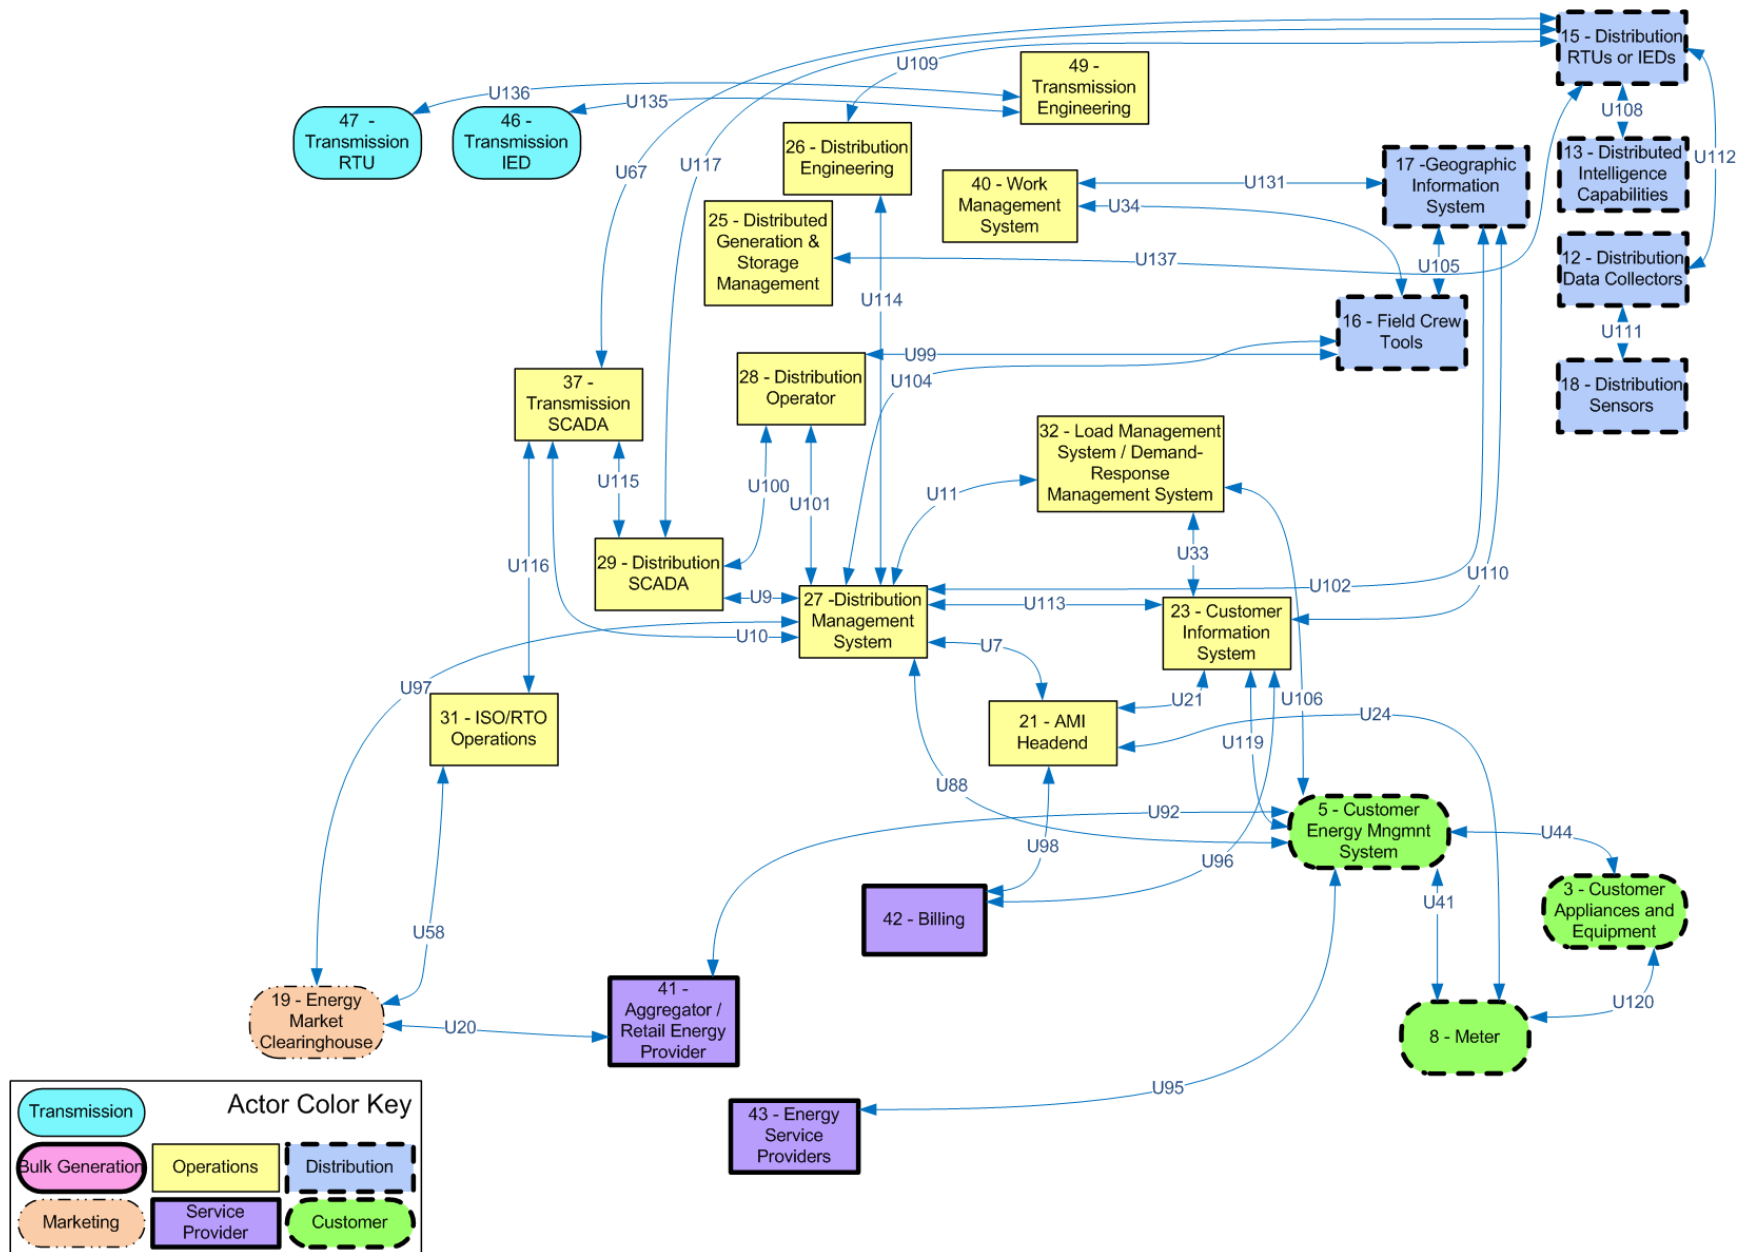 15 - Distribution
RTUs or IEDs
U109
49 -
Transmission
Engineering
U136
U135
U108
47  -
Transmission
RTU
46 -
Transmission
IED
26 - Distribution
Engineering
U67
U117
17 -Geographic
Information
System
13 - Distributed
Intelligence
Capabilities
U112
40 - Work
Management
System
U131
U34
25 - Distributed
Generation &
Storage
Management
U137
U105
12 - Distribution
Data Collectors
U114
16 - Field Crew
Tools
U111
U99
U104
28 - Distribution
Operator
37 -
Transmission
SCADA
18 - Distribution
Sensors
32 - Load Management
System / Demand-
Response
Management System
U115
U100
U101
U11
U33
U116
29 - Distribution
SCADA
U9
27 -Distribution
Management
System
U102
U110
U113
23 - Customer
Information
System
U10
U7
U97
U21
U106
31 - ISO/RTO
Operations
21 - AMI
Headend
U24
U119
U88
U92
5 - Customer
Energy Mngmnt
System
U44
U98
U96
U41
3 - Customer
Appliances and
Equipment
42 - Billing
U58
19 - Energy
Market
Clearinghouse
U20
41 -
Aggregator /
Retail Energy
Provider
U120
8 - Meter
U95
43 - Energy
Service
Providers
Actor Color Key
Transmission
Bulk Generation
Operations
Distribution
Marketing
Service
Provider
Customer